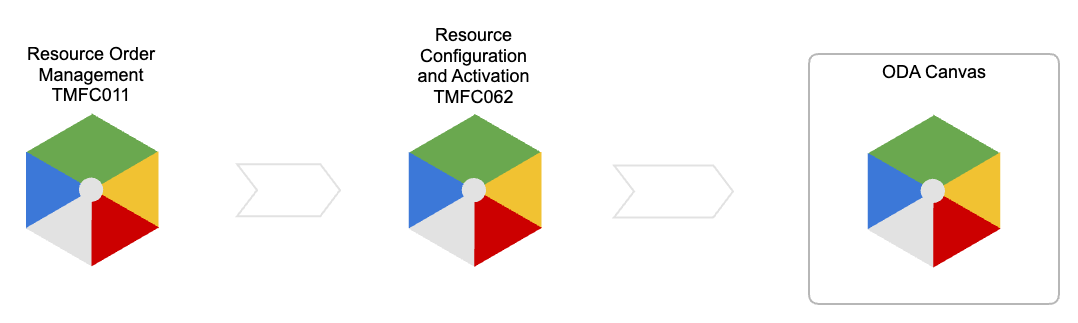 Resource Order
Management
TMFC011
Resource
Configuration
and Activation
TMFC062
ODA Canvas